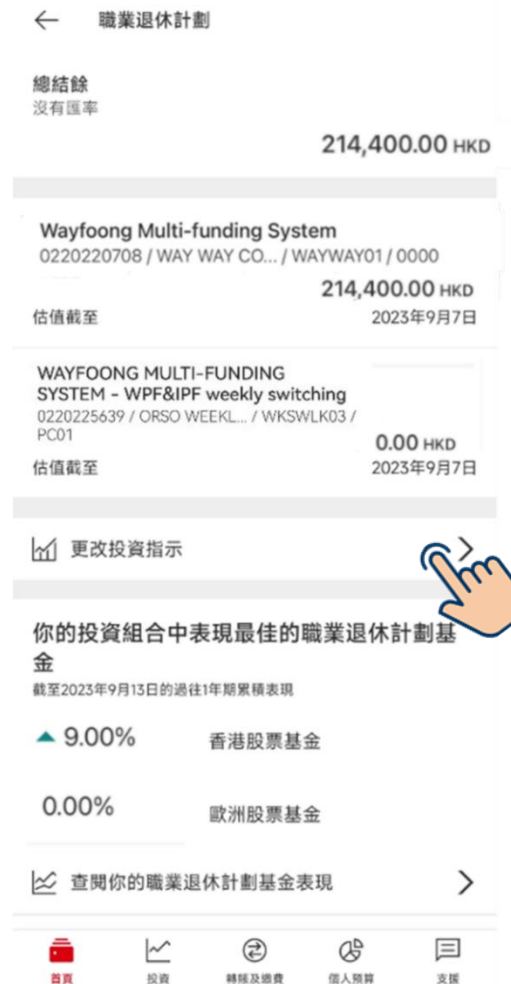 職業退休計劃
總結餘
沒有匯率
214,400.00 HKD
Wayfoong Multi-funding System
0220220708 / WAY WAY CO... / WAYWAY01 / 0000
214,400.00 HKD
估值截至 2023年9月7日
WAYFOONG MULTI-FUNDING
SYSTEM - WPF&IPF weekly switching
0220225639 / ORSO WEEKL... / WKSWLK03 /
PC01
0.00 HKD
估值截至 2023年9月7日
更改投資指示
你的投資組合中表現最佳的職業退休計劃基
金
截至2023年9月13日的過往1年期累積表現
9.00% 香港股票基金
0.00% 歐洲股票基金
查閱你的職業退休計劃基金表現
首頁 投資 轉賬及繳費 個人預算 支援